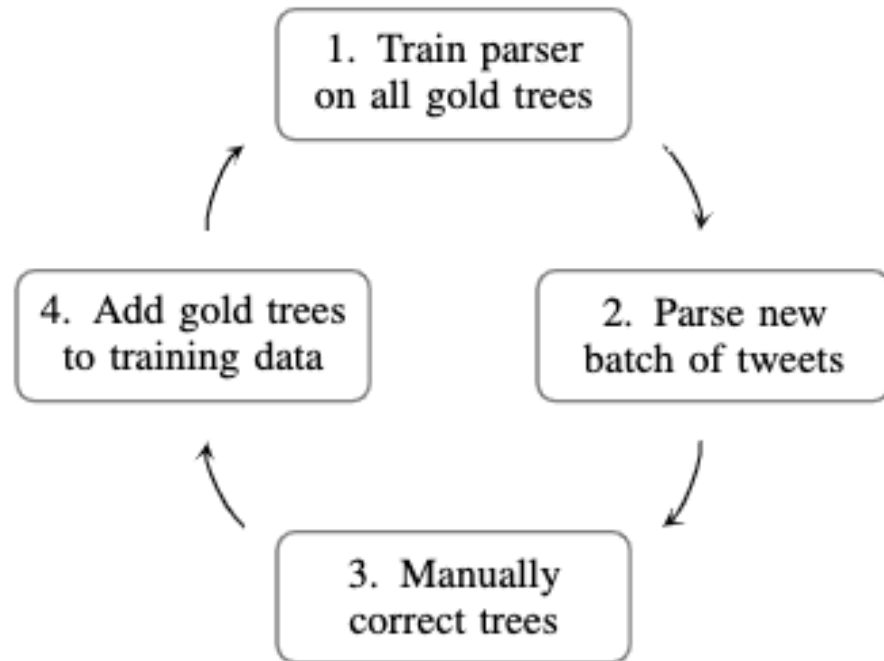 1. Train parser
on all gold trees
2. Parse new
batch of tweets
3. Manually
correct trees
4. Add gold trees
to training data